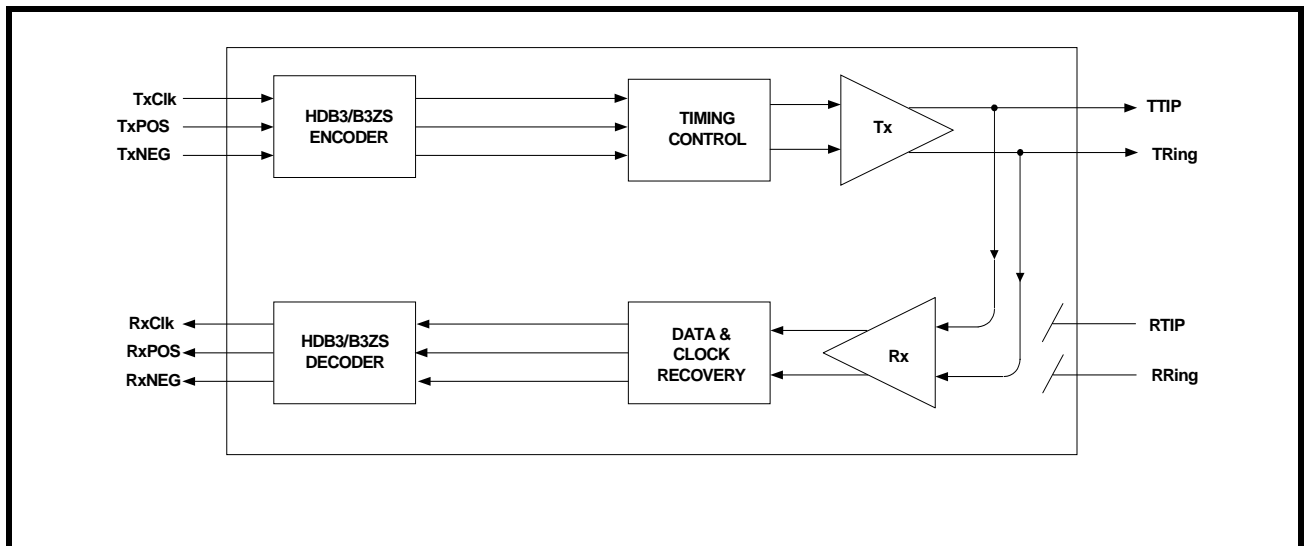 TxClk
TxPOS
TxNEG
HDB3/B3ZS
ENCODER
TIMING
CONTROL
Tx
TTIP
TRing
RxClk
RxPOS
RxNEG
HDB3/B3ZS
DECODER
DATA &
CLOCK
RECOVERY
Rx
RTIP
RRing